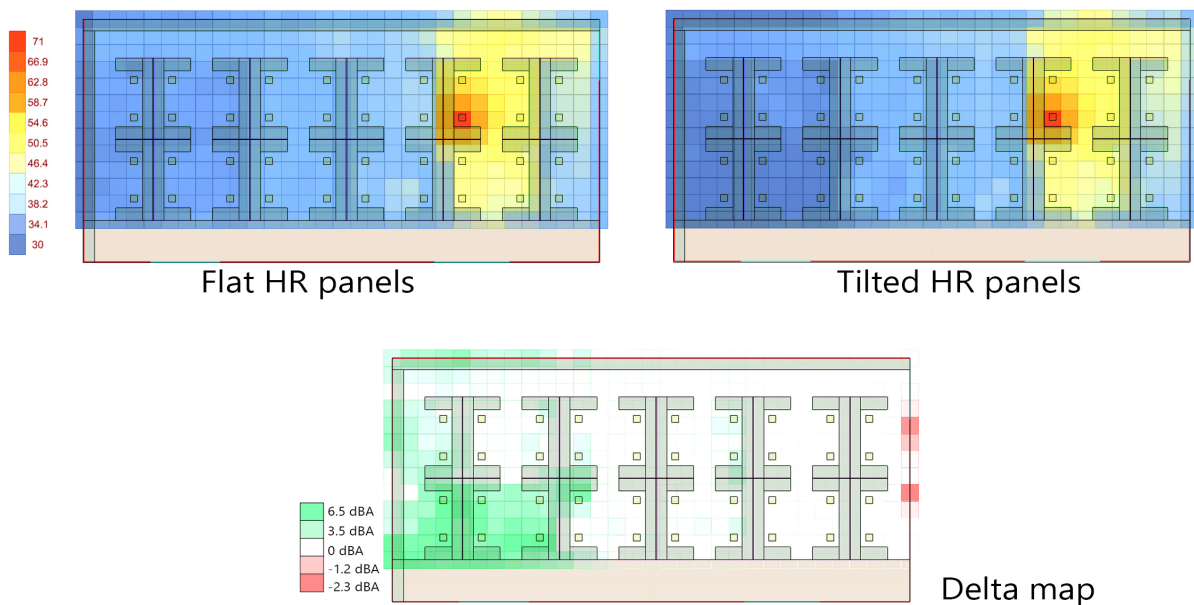 71
66.9
62.8
58.7
54.6
50.5
46.4
42.3
38.2
34.1
30
Flat HR panels
Tilted HR panels
6.5 dBA
3.5 dBA
0 dBA
-1.2 dBA
-2.3 dBA
Delta map